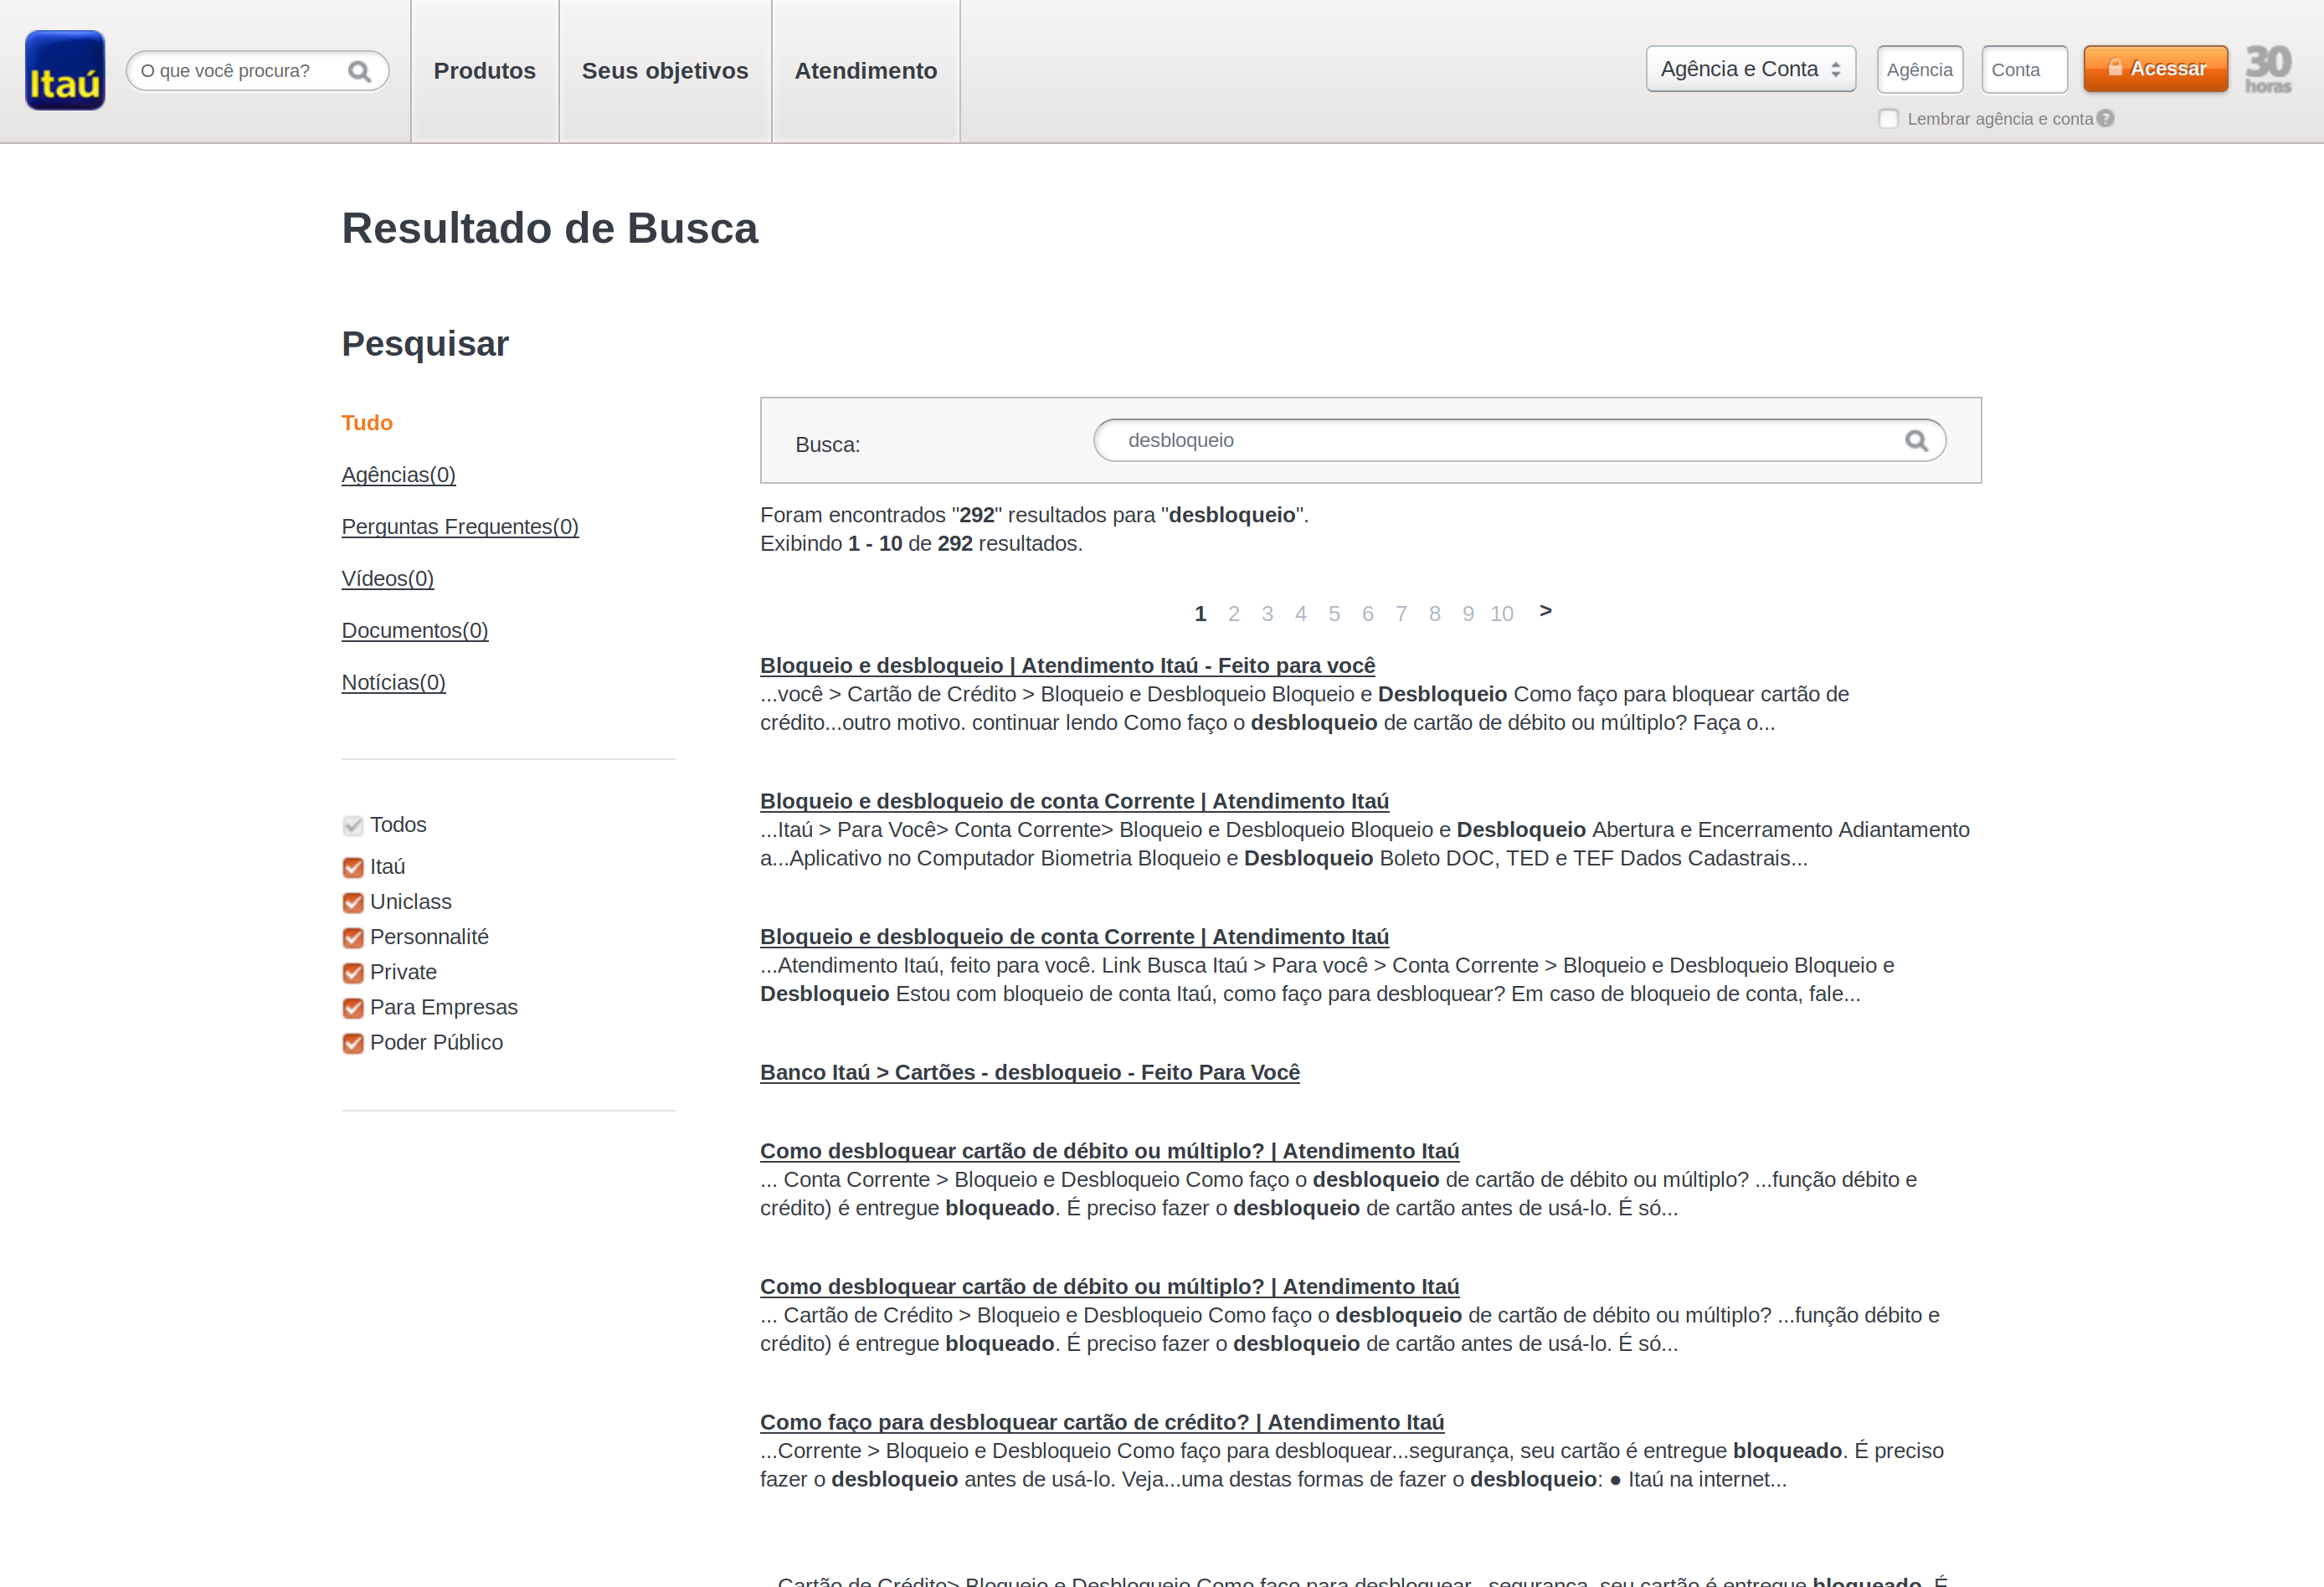 Itaú
O que você procura?
Produtos
Seus objetivos
Atendimento
Agência e Conta
Agência
Conta
Acessar
30
horas
Lembrar agência e conta ?
Resultado de Busca
Pesquisar
Tudo
Agências(0)
Perguntas Frequentes(0)
Vídeos(0)
Documentos(0)
Notícias(0)
Todos
Itaú
Uniclass
Personnalité
Private
Para Empresas
Poder Público
Busca:
desbloqueio
Foram encontrados "292" resultados para "desbloqueio".
Exibindo 1 - 10 de 292 resultados.
1 2 3 4 5 6 7 8 9 10 >
Bloqueio e desbloqueio | Atendimento Itaú - Feito para você
...você > Cartão de Crédito > Bloqueio e Desbloqueio Bloqueio e Desbloqueio Como faço para bloquear cartão de
crédito...outro motivo. continuar lendo Como faço o desbloqueio de cartão de débito ou múltiplo? Faça o...
Bloqueio e desbloqueio de conta Corrente | Atendimento Itaú
...Itaú > Para Você> Conta Corrente> Bloqueio e Desbloqueio Bloqueio e Desbloqueio Abertura e Encerramento Adiantamento
a...Aplicativo no Computador Biometria Bloqueio e Desbloqueio Boleto DOC, TED e TEF Dados Cadastrais...
Bloqueio e desbloqueio de conta Corrente | Atendimento Itaú
...Atendimento Itaú, feito para você. Link Busca Itaú > Para você > Conta Corrente > Bloqueio e Desbloqueio Bloqueio e
Desbloqueio Estou com bloqueio de conta Itaú, como faço para desbloquear? Em caso de bloqueio de conta, fale...
Banco Itaú > Cartões - desbloqueio - Feito Para Você
Como desbloquear cartão de débito ou múltiplo? | Atendimento Itaú
... Conta Corrente > Bloqueio e Desbloqueio Como faço o desbloqueio de cartão de débito ou múltiplo? ...função débito e
crédito) é entregue bloqueado. É preciso fazer o desbloqueio de cartão antes de usá-lo. É só...
Como desbloquear cartão de débito ou múltiplo? | Atendimento Itaú
... Cartão de Crédito > Bloqueio e Desbloqueio Como faço o desbloqueio de cartão de débito ou múltiplo? ...função débito e
crédito) é entregue bloqueado. É preciso fazer o desbloqueio de cartão antes de usá-lo. É só...
Como faço para desbloquear cartão de crédito? | Atendimento Itaú
...Corrente > Bloqueio e Desbloqueio Como faço para desbloquear...segurança, seu cartão é entregue bloqueado. É preciso
fazer o desbloqueio antes de usá-lo. Veja...uma destas formas de fazer o desbloqueio: ● Itaú na internet...
...Cartão de Crédito> Bloqueio e Desbloqueio Como faço para desbloquear...segurança, seu cartão é entregue bloqueado. É